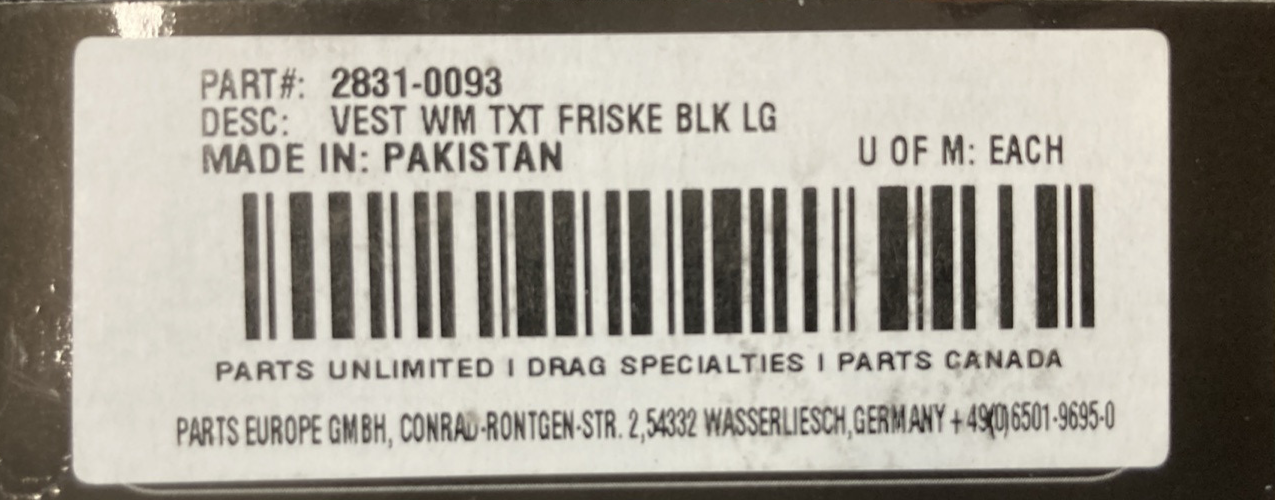 PART#: 2831-0093
DESC: VEST WM TXT FRISKE BLK LG
MADE IN: PAKISTAN U OF M: EACH
PARTS UNLIMITED | DRAG SPECIALTIES | PARTS CANADA
PARTS EUROPE GMBH, CONRAD-RONTGEN-STR. 2,54332 WASSERLIESCH,GERMANY +49(0)6501-9695-0